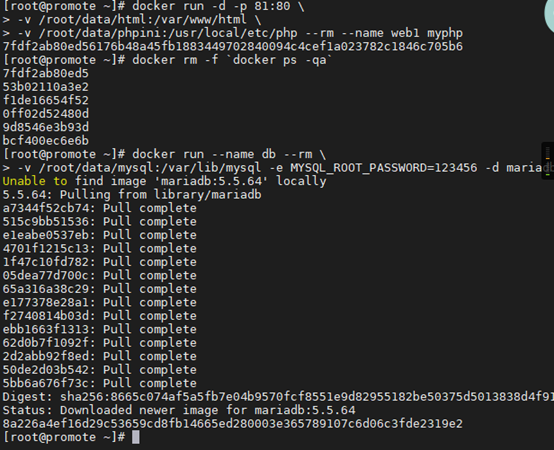 [root@promote ~]# docker run -d -p 81:80 \
> -v /root/data/html:/var/www/html \
> -v /root/data/phpini:/usr/local/etc/php --rm --name web1 myphp
7fdf2ab80ed56176b48a45fb1883449702840094c4cef1a023782c1846c705b6
[root@promote ~]# docker rm -f `docker ps -qa`
7fdf2ab80ed5
53b02110a3e2
f1de16654f52
0ff02d52480d
9d8546e3b93d
bcf400ec6e6b
[root@promote ~]# docker run --name db --rm \
> -v /root/data/mysql:/var/lib/mysql -e MYSQL_ROOT_PASSWORD=123456 -d mariadb
Unable to find image 'mariadb:5.5.64' locally
5.5.64: Pulling from library/mariadb
a7344f52cb74: Pull complete
515c9bb51536: Pull complete
e1eabe0537eb: Pull complete
4701f1215c13: Pull complete
1f47c10fd782: Pull complete
05dea77d700c: Pull complete
65a316a38c29: Pull complete
e177378e28a1: Pull complete
f2740814b03d: Pull complete
ebb1663f1313: Pull complete
62d0b7f1092f: Pull complete
2d2abb92f8ed: Pull complete
50de2d03b542: Pull complete
5bb6a676f73c: Pull complete
Digest: sha256:8665c074af5a5fb7e04b9570fcf8551e9d82955182be50375d5013838d4f91
Status: Downloaded newer image for mariadb:5.5.64
8a226a4ef16d29c53659cd8fb14665ed280003e365789107c6d06c3fde2319e2
[root@promote ~]#